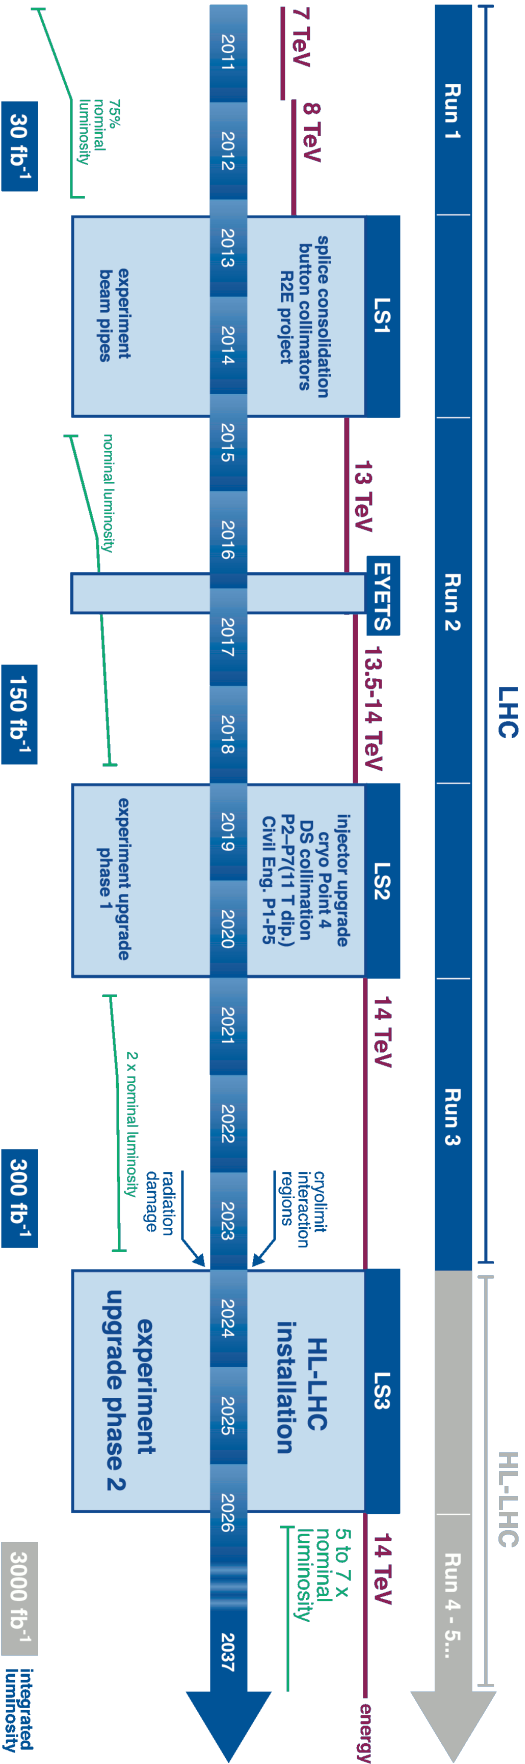 LHC
HL-LHC
Run 1
Run 2
Run 3
Run 4 - 5...
LS1
EYETS
LS2
LS3
7 TeV
8 TeV
13 TeV
13.5-14 TeV
14 TeV
14 TeV
energy
splice consolidation
button collimators
R2E project
injector upgrade
cryo Point 4
DS collimation
P2-P7(11 T dip.)
Civil Eng. P1-P5
cryolimit
interaction
regions
HL-LHC
installation
5 to 7 x
nominal
luminosity
2011
2012
2013
2014
2015
2016
2017
2018
2019
2020
2021
2022
2023
2024
2025
2026
2037
75%
nominal
luminosity
experiment
beam pipes
nominal luminosity
experiment upgrade
phase 1
2 x nominal luminosity
radiation
damage
experiment
upgrade phase 2
30 fb⁻¹
150 fb⁻¹
300 fb⁻¹
3000 fb⁻¹
integrated
luminosity